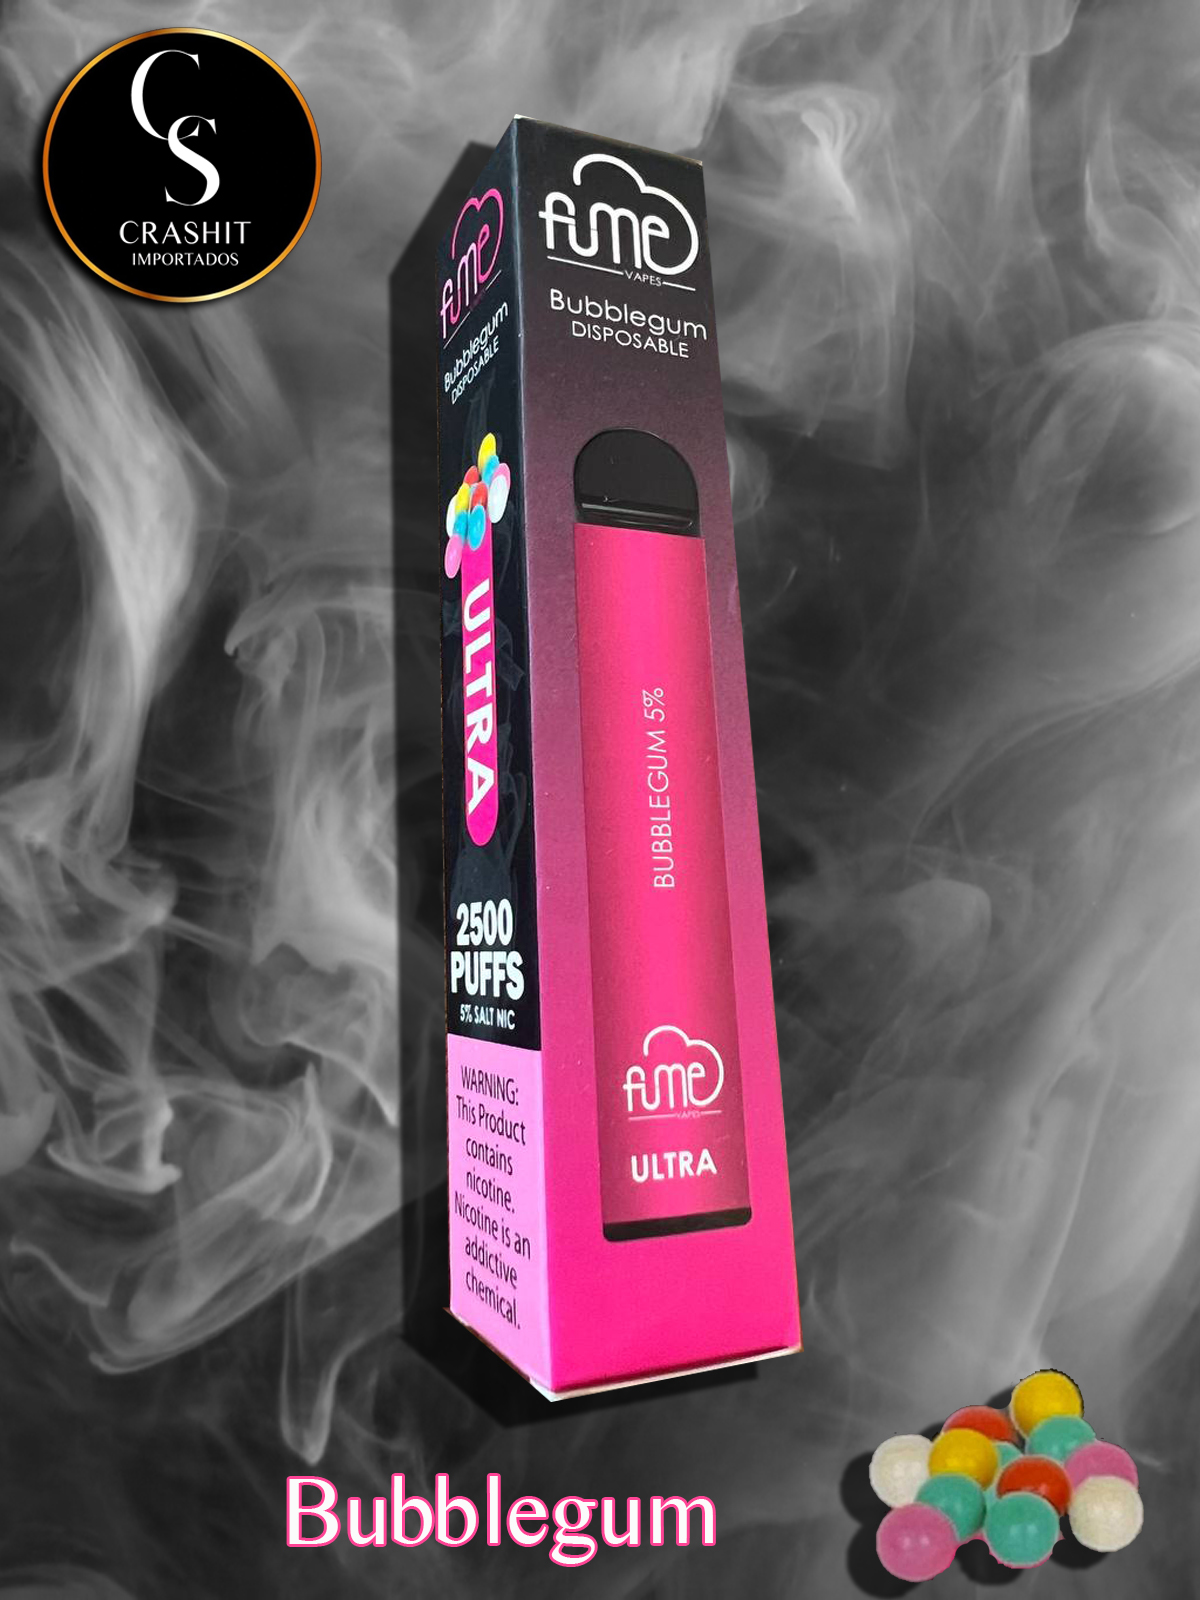 CS
CRASHIT
IMPORTADOS
fume
VAPES
Bubblegum
DISPOSABLE
fume
Bubblegum
DISPOSABLE
ULTRA
2500
PUFFS
5% SALT NIC
WARNING:
This Product
contains
nicotine.
Nicotine is an
addictive
chemical.
BUBBLEGUM 5%
fume
VAPES
ULTRA
Bubblegum